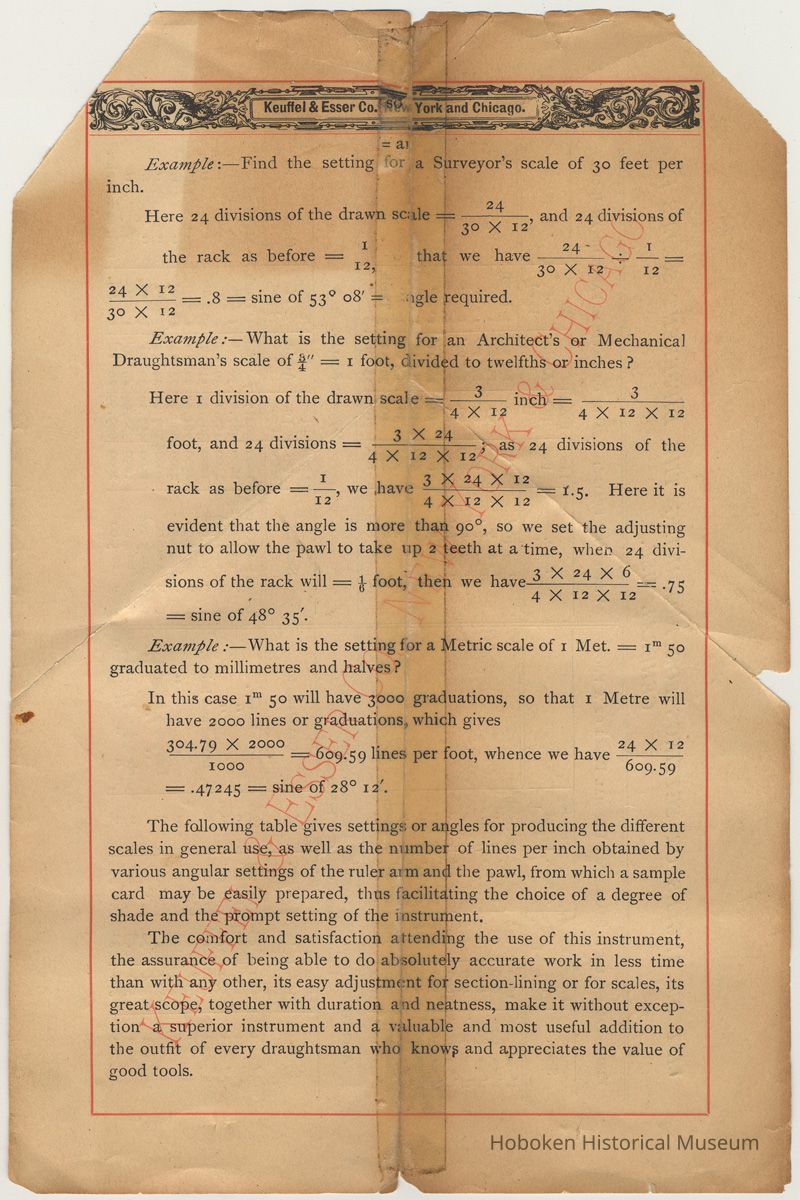 Keuffel & Esser Co. New York and Chicago.
= an
Example:—Find the setting for a Surveyor's scale of 30 feet per
inch.
Here 24 divisions of the drawn scale = 24 / 30 × 12, and 24 divisions of
the rack as before = 1 / 12, that we have 24 / 30 × 12 ÷ 1 / 12 =
24 × 12 / 30 × 12 = .8 = sine of 53° 08′ = angle required.
Example:—What is the setting for an Architect's or Mechanical
Draughtsman's scale of ¾″ = 1 foot, divided to twelfths or inches?
Here 1 division of the drawn scale = 3 / 4 × 12 inch = 3 / 4 × 12 × 12
foot, and 24 divisions = 3 × 24 / 4 × 12 × 12; as 24 divisions of the
rack as before = 1 / 12, we have 3 × 24 × 12 / 4 × 12 × 12 = 1.5. Here it is
evident that the angle is more than 90°, so we set the adjusting
nut to allow the pawl to take up 2 teeth at a time, when 24 divi-
sions of the rack will = ⅙ foot, then we have 3 × 24 × 6 / 4 × 12 × 12 = .75
= sine of 48° 35′.
Example:—What is the setting for a Metric scale of 1 Met. = 1m 50
graduated to millimetres and halves?
In this case 1m 50 will have 3000 graduations, so that 1 Metre will
have 2000 lines or graduations, which gives
304.79 × 2000 / 1000 = 609.59 lines per foot, whence we have 24 × 12 / 609.59
= .47245 = sine of 28° 12′.
The following table gives settings or angles for producing the different
scales in general use, as well as the number of lines per inch obtained by
various angular settings of the ruler arm and the pawl, from which a sample
card may be easily prepared, thus facilitating the choice of a degree of
shade and the prompt setting of the instrument.
The comfort and satisfaction attending the use of this instrument,
the assurance of being able to do absolutely accurate work in less time
than with any other, its easy adjustment for section-lining or for scales, its
great scope, together with duration and neatness, make it without excep-
tion a superior instrument and a valuable and most useful addition to
the outfit of every draughtsman who knows and appreciates the value of
good tools.
KEUFFEL & ESSER CO. NEW YORK & CHICAGO
Hoboken Historical Museum